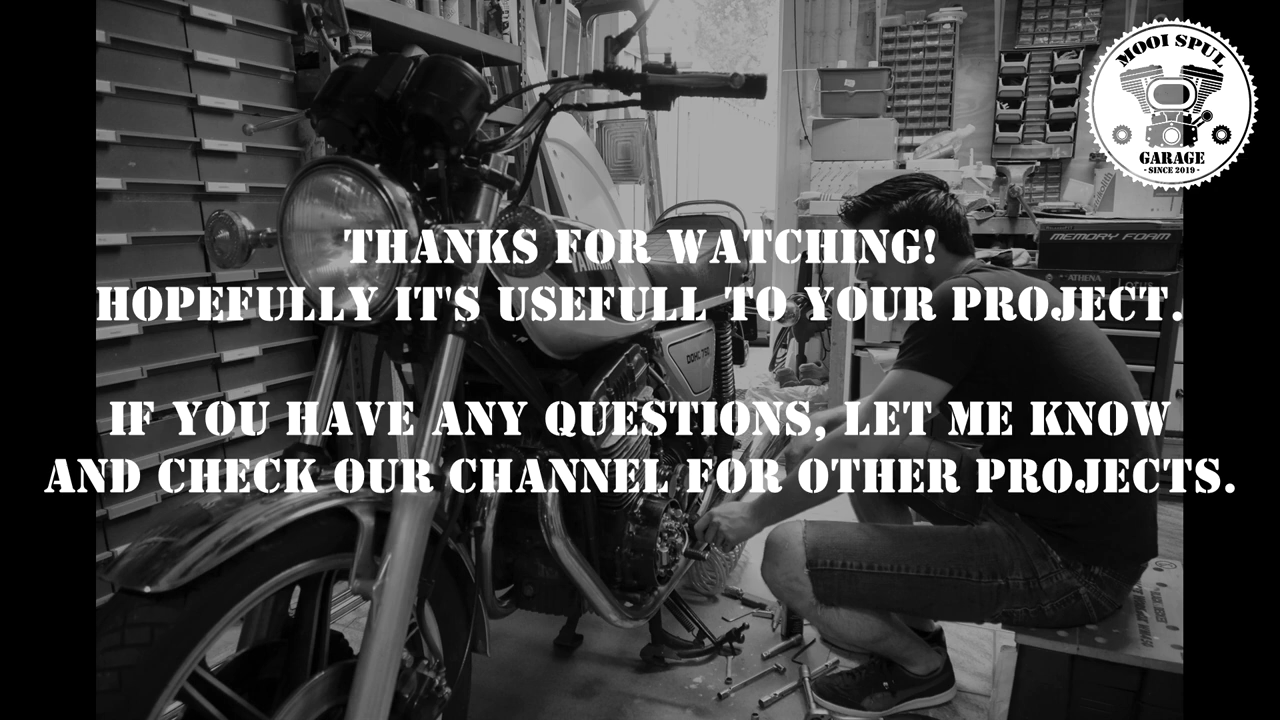 MOOI SPUL
GARAGE
- SINCE 2019 -
THANKS FOR WATCHING!
HOPEFULLY IT'S USEFULL TO YOUR PROJECT.
IF YOU HAVE ANY QUESTIONS, LET ME KNOW
AND CHECK OUR CHANNEL FOR OTHER PROJECTS.
YAMAHA
DOHC 750
MEMORY FOAM
ATHENA
LOTUS